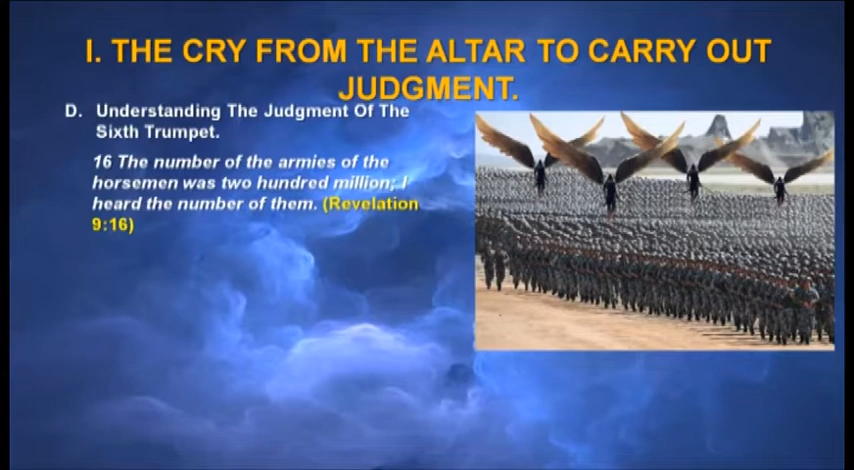 I. THE CRY FROM THE ALTAR TO CARRY OUT
JUDGMENT.
D. Understanding The Judgment Of The
Sixth Trumpet.
16 The number of the armies of the
horsemen was two hundred million; I
heard the number of them. (Revelation
9:16)